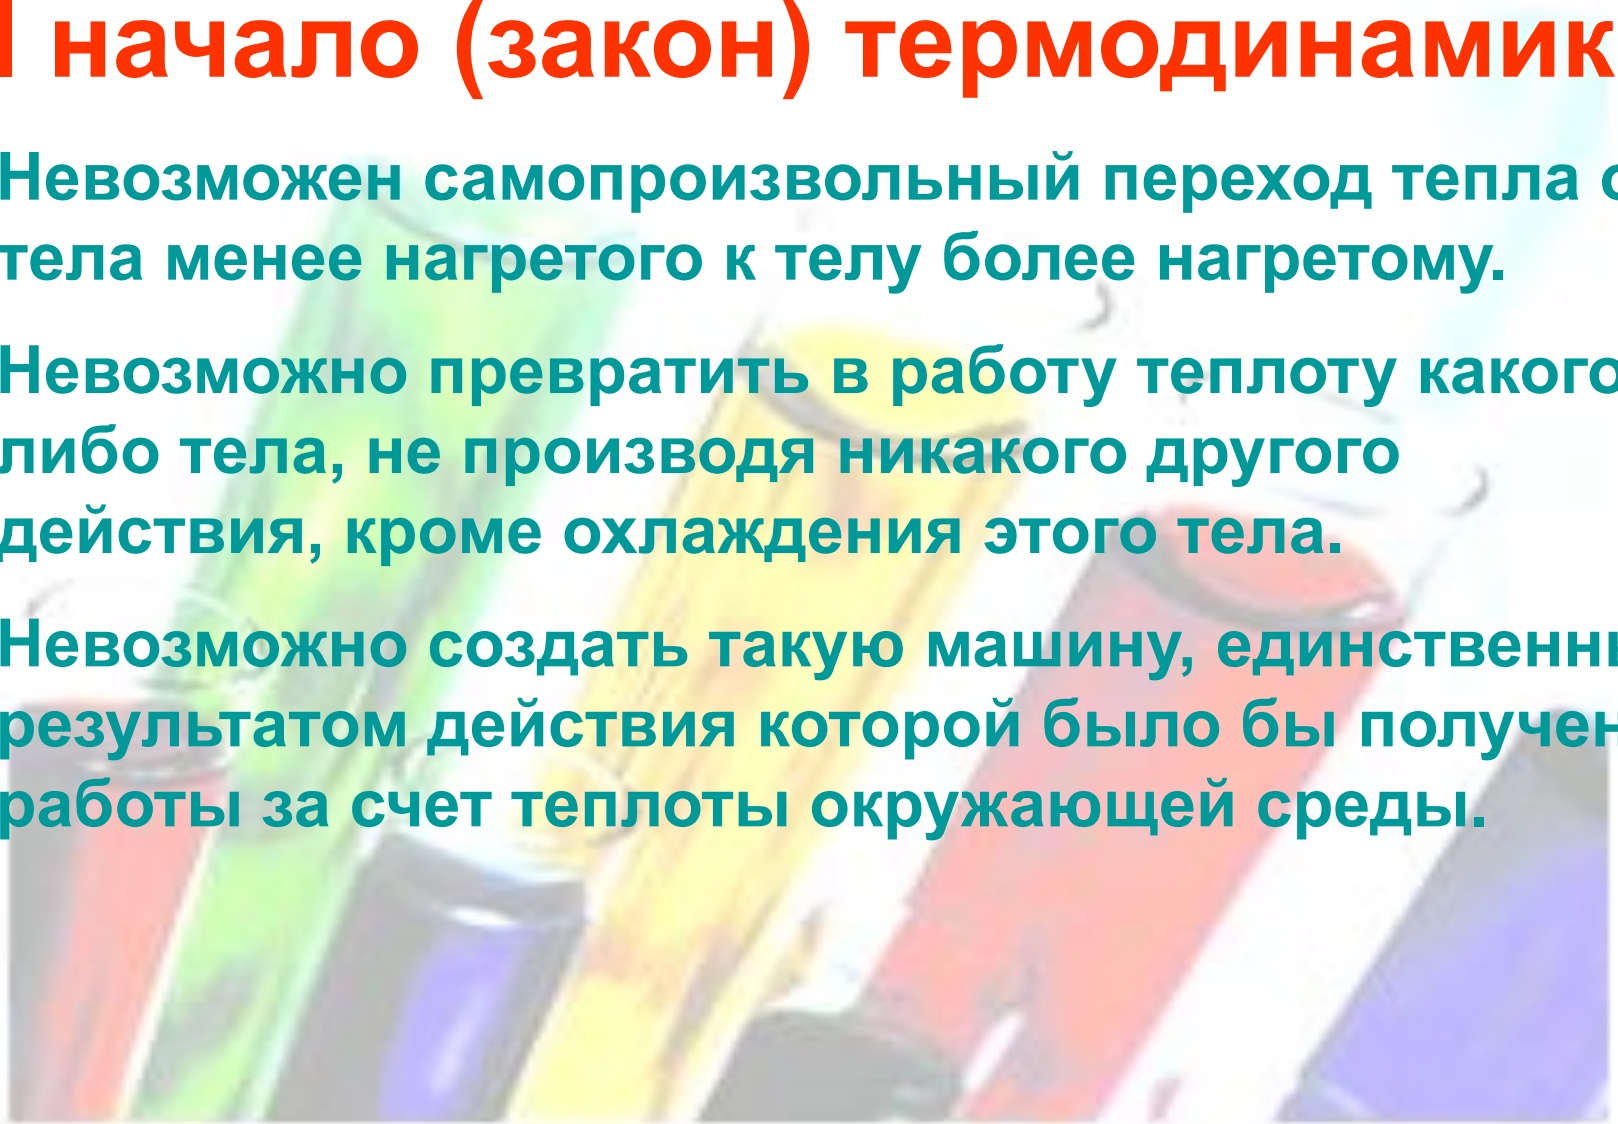 I начало (закон) термодинамик
Невозможен самопроизвольный переход тепла
тела менее нагретого к телу более нагретому.
Невозможно превратить в работу теплоту какого
либо тела, не производя никакого другого
действия, кроме охлаждения этого тела.
Невозможно создать такую машину, единственн
результатом действия которой было бы получен
работы за счет теплоты окружающей среды.